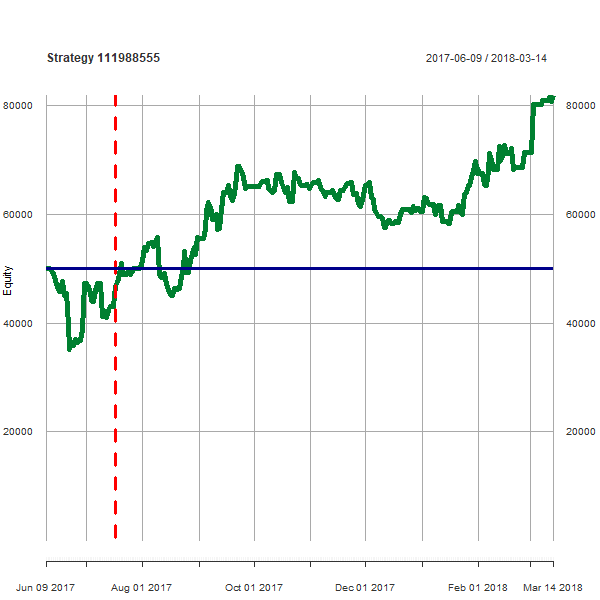 Strategy 111988555 2017-06-09 / 2018-03-14
80000 80000
60000 60000
Equity
40000 40000
20000 20000
Jun 09 2017 Aug 01 2017 Oct 01 2017 Dec 01 2017 Feb 01 2018 Mar 14 2018